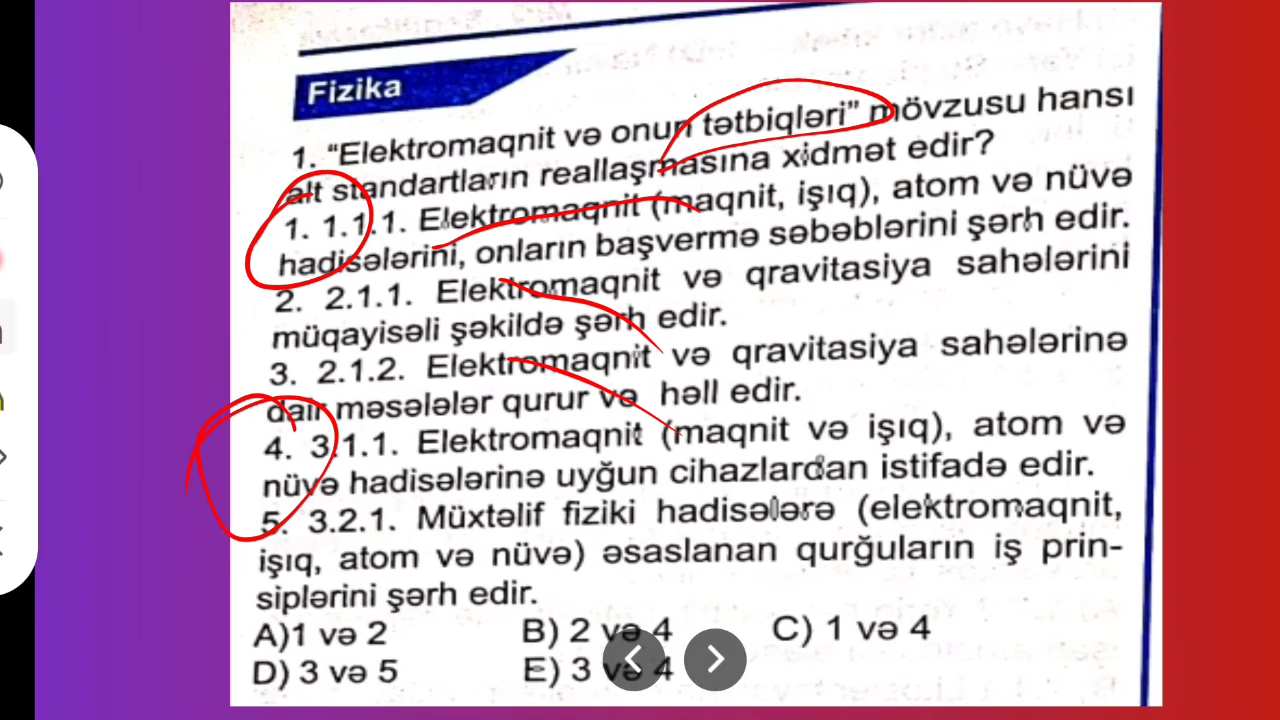 Fizika
1. “Elektromaqnit və onun tətbiqləri” mövzusu hansı
alt standartların reallaşmasına xidmət edir?
1. 1.1.1. Elektromaqnit (maqnit, işıq), atom və nüvə
hadisələrini, onların başvermə səbəblərini şərh edir.
2. 2.1.1. Elektromaqnit və qravitasiya sahələrini
müqayisəli şəkildə şərh edir.
3. 2.1.2. Elektromaqnit və qravitasiya sahələrinə
dair məsələlər qurur və həll edir.
4. 3.1.1. Elektromaqnit (maqnit və işıq), atom və
nüvə hadisələrinə uyğun cihazlardan istifadə edir.
5. 3.2.1. Müxtəlif fiziki hadisələrə (elektromaqnit,
işıq, atom və nüvə) əsaslanan qurğuların iş prin-
siplərini şərh edir.
A)1 və 2 B) 2 və 4 C) 1 və 4
D) 3 və 5 E) 3 və 4